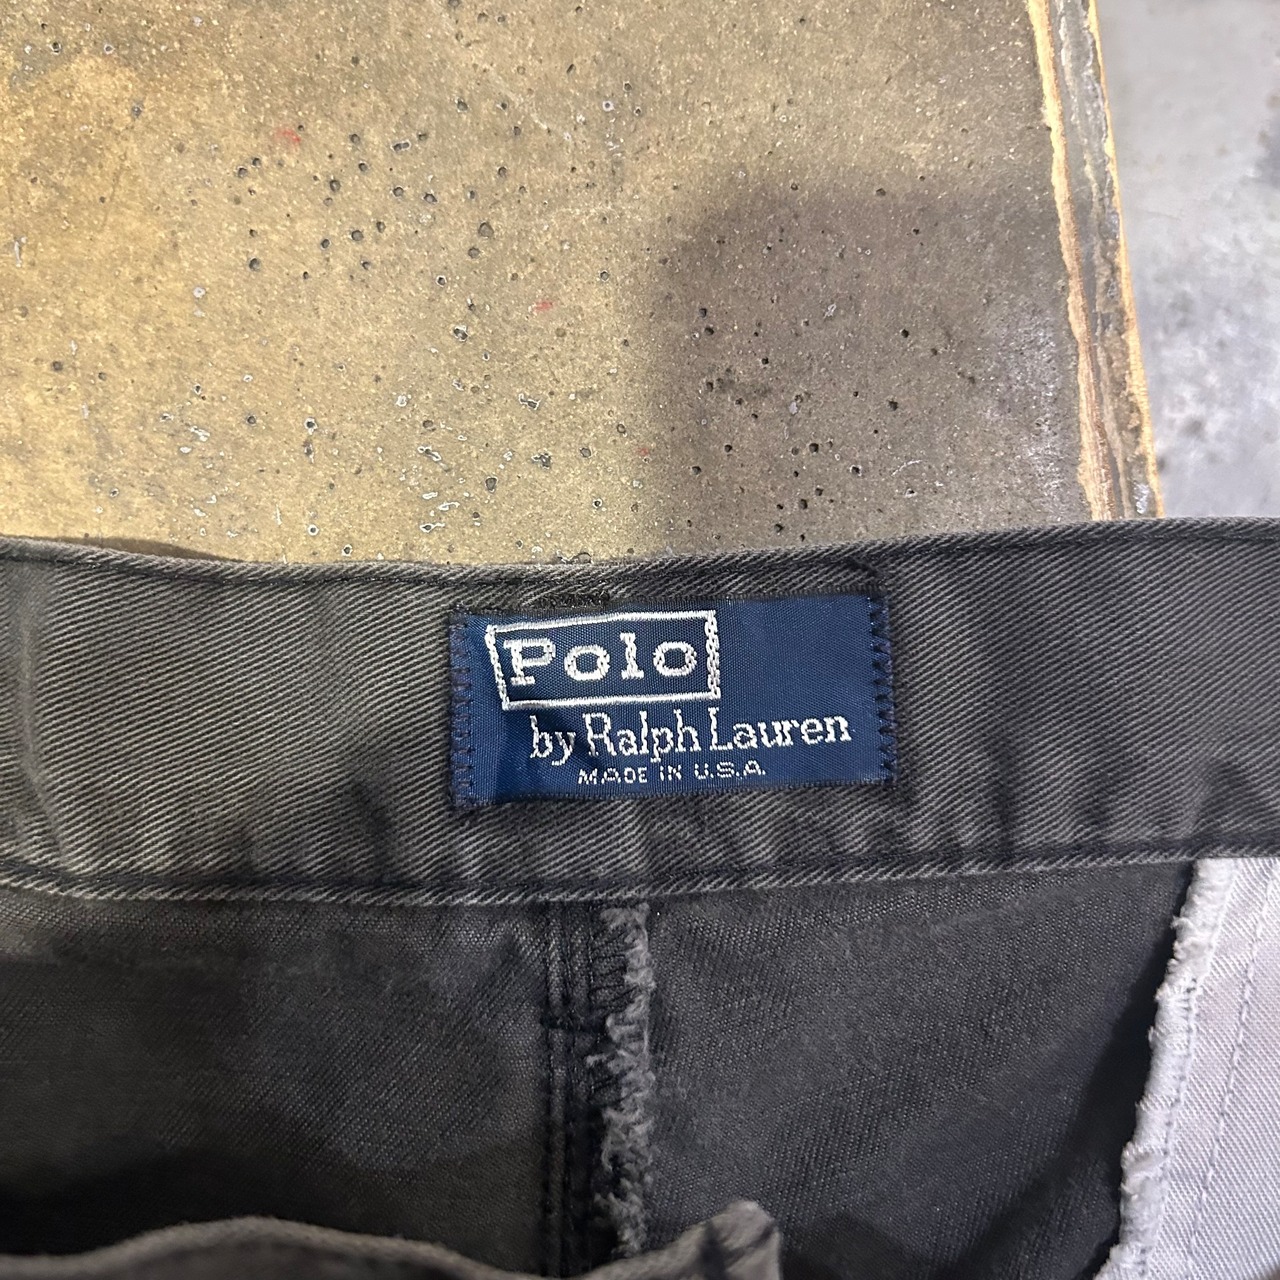 Polo
by Ralph Lauren
MADE IN U.S.A.